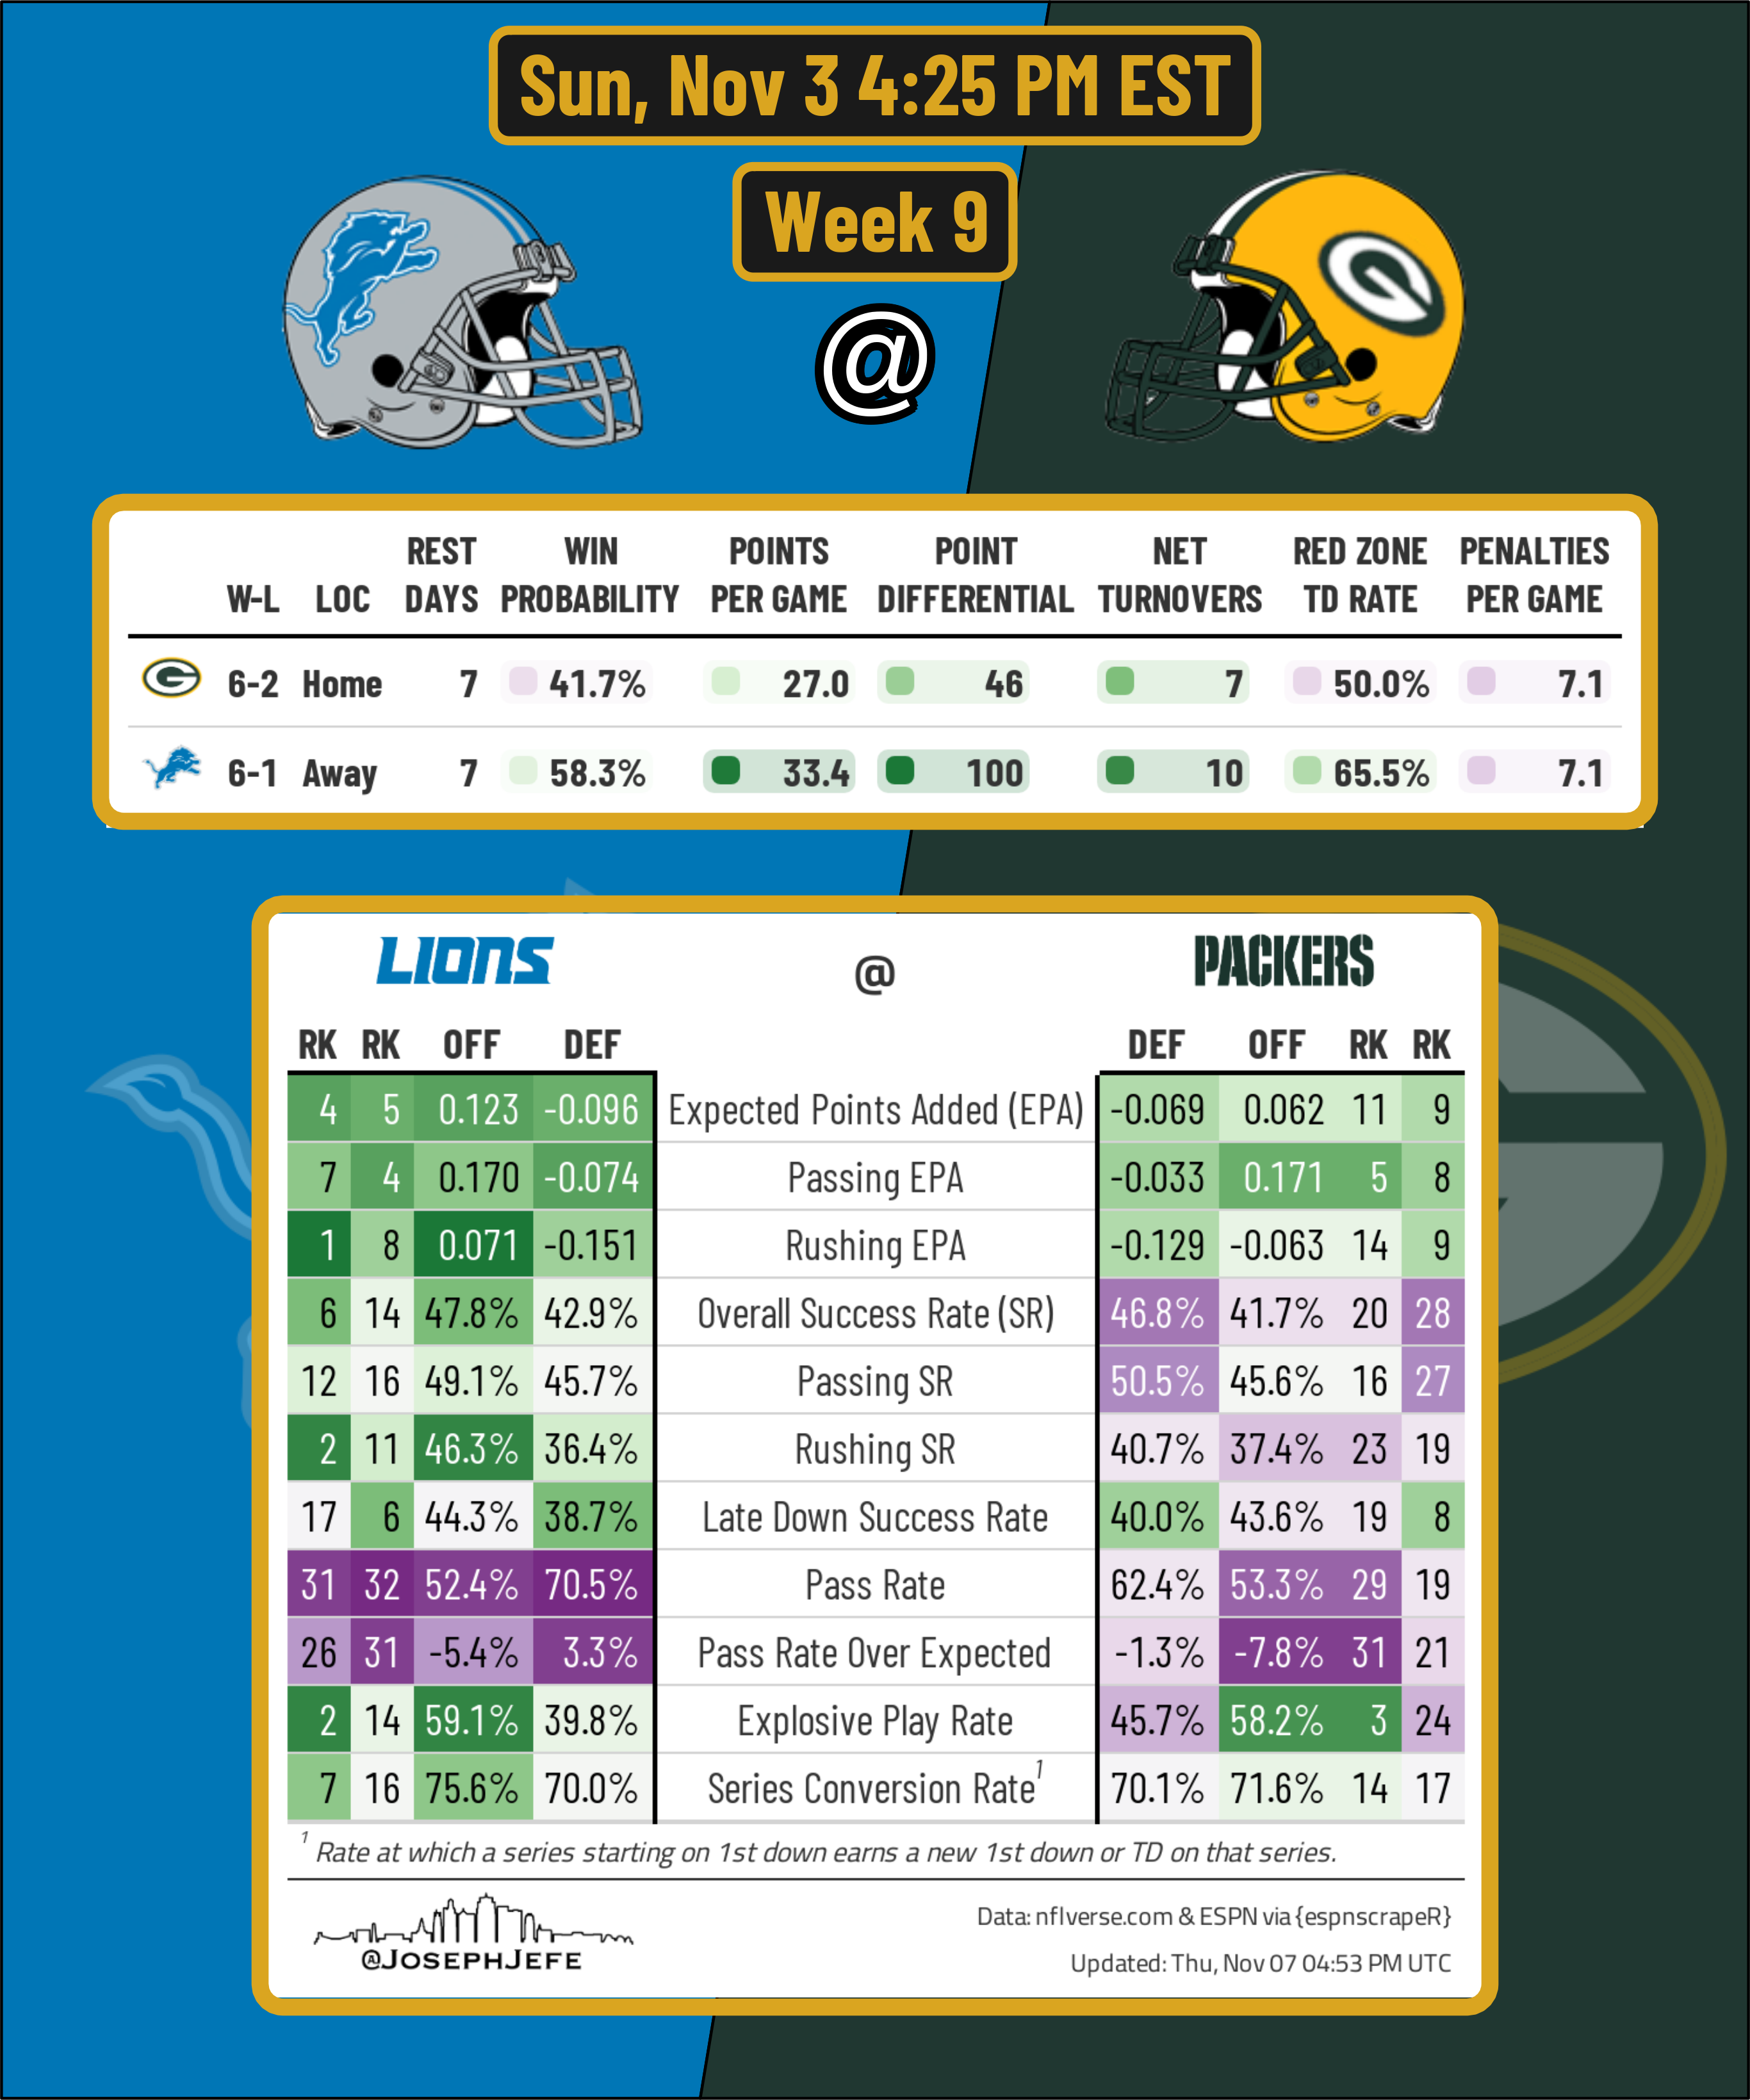 Sun, Nov 3 4:25 PM EST
Week 9
@
W-L LOC REST DAYS WIN PROBABILITY POINTS PER GAME POINT DIFFERENTIAL NET TURNOVERS RED ZONE TD RATE PENALTIES PER GAME
G 6-2 Home 7 41.7% 27.0 46 7 50.0% 7.1
6-1 Away 7 58.3% 33.4 100 10 65.5% 7.1
LIONS @ PACKERS
RK RK OFF DEF DEF OFF RK RK
4 5 0.123 -0.096 Expected Points Added (EPA) -0.069 0.062 11 9
7 4 0.170 -0.074 Passing EPA -0.033 0.171 5 8
1 8 0.071 -0.151 Rushing EPA -0.129 -0.063 14 9
6 14 47.8% 42.9% Overall Success Rate (SR) 46.8% 41.7% 20 28
12 16 49.1% 45.7% Passing SR 50.5% 45.6% 16 27
2 11 46.3% 36.4% Rushing SR 40.7% 37.4% 23 19
17 6 44.3% 38.7% Late Down Success Rate 40.0% 43.6% 19 8
31 32 52.4% 70.5% Pass Rate 62.4% 53.3% 29 19
26 31 -5.4% 3.3% Pass Rate Over Expected -1.3% -7.8% 31 21
2 14 59.1% 39.8% Explosive Play Rate 45.7% 58.2% 3 24
7 16 75.6% 70.0% Series Conversion Rate1 70.1% 71.6% 14 17
1 Rate at which a series starting on 1st down earns a new 1st down or TD on that series.
@JOSEPHJEFE
Data: nflverse.com & ESPN via {espnscrapeR}
Updated: Thu, Nov 07 04:53 PM UTC